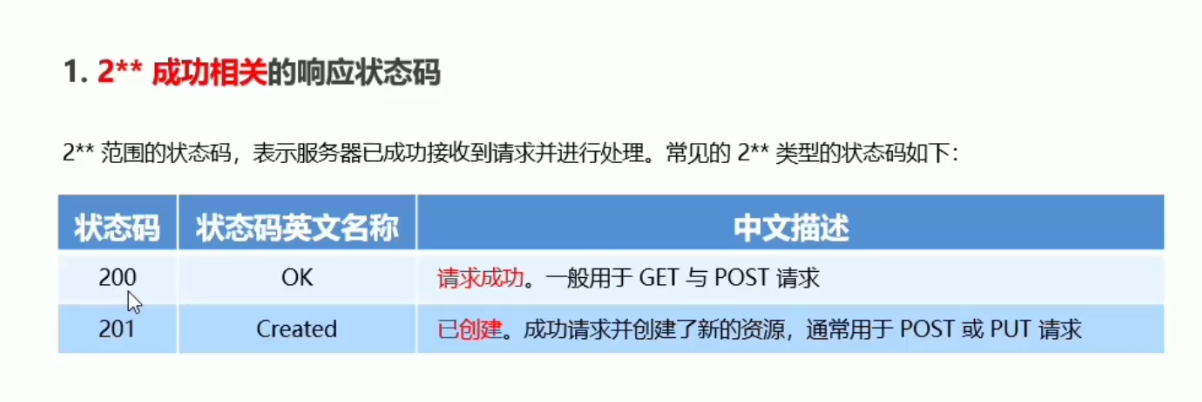 1. 2** 成功相关的响应状态码
2** 范围的状态码，表示服务器已成功接收到请求并进行处理。常见的 2** 类型的状态码如下：
状态码 状态码英文名称 中文描述
200 OK 请求成功。一般用于 GET 与 POST 请求
201 Created 已创建。成功请求并创建了新的资源，通常用于 POST 或 PUT 请求